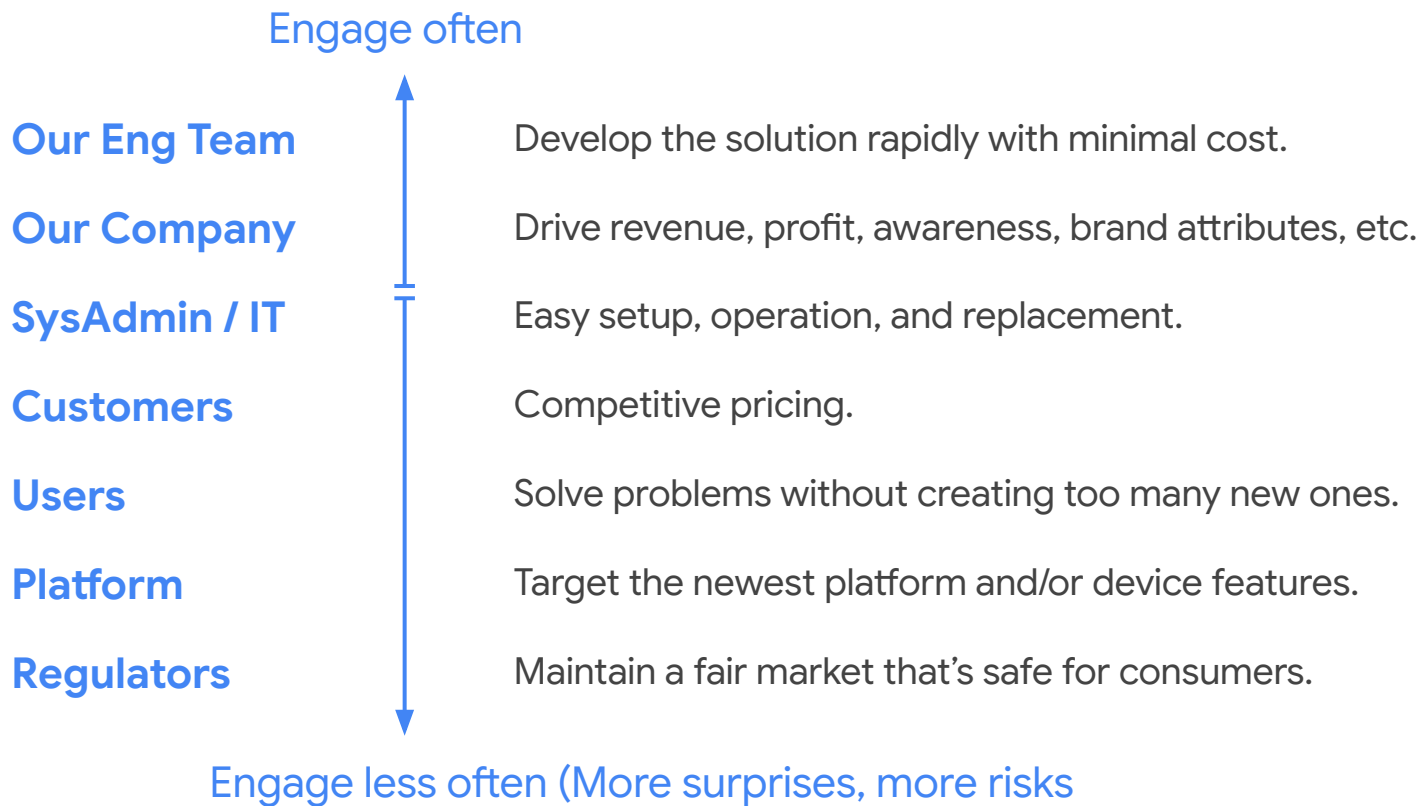 Engage often
Our Eng Team Develop the solution rapidly with minimal cost.
Our Company Drive revenue, profit, awareness, brand attributes, etc.
SysAdmin / IT Easy setup, operation, and replacement.
Customers Competitive pricing.
Users Solve problems without creating too many new ones.
Platform Target the newest platform and/or device features.
Regulators Maintain a fair market that’s safe for consumers.
Engage less often (More surprises, more risks